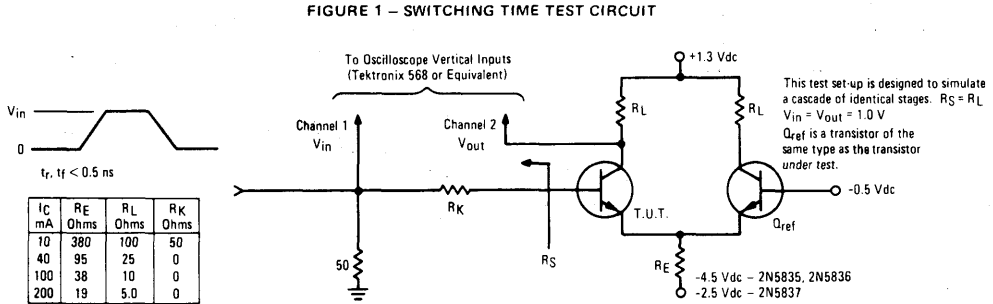 FIGURE 1 – SWITCHING TIME TEST CIRCUIT
To Oscilloscope Vertical Inputs
(Tektronix 568 or Equivalent)
+1.3 Vdc
This test set-up is designed to simulate
a cascade of identical stages. RS = RL
Vin = Vout = 1.0 V
Qref is a transistor of the
same type as the transistor
under test.
Vin
0
tr, tf < 0.5 ns
Channel 1
Vin
Channel 2
Vout
RL
RL
-0.5 Vdc
RK
T.U.T.
Qref
50
RS
RE
-4.5 Vdc – 2N5835, 2N5836
-2.5 Vdc – 2N5837
IC mA RE Ohms RL Ohms RK Ohms
10 380 100 50
40 95 25 0
100 38 10 0
200 19 5.0 0